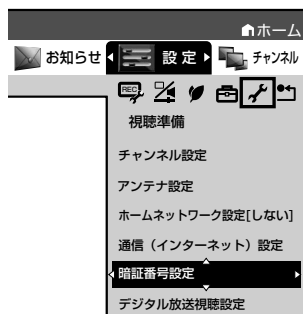 ホーム
お知らせ 設定 チャンネル
REC
視聴準備
チャンネル設定
アンテナ設定
ホームネットワーク設定[しない]
通信（インターネット）設定
暗証番号設定
デジタル放送視聴設定